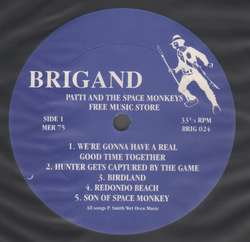 BRIGAND
PATTI AND THE SPACE MONKEYS
FREE MUSIC STORE
SIDE 1
MER 75
33⅓ RPM
BRIG 024
1. WE'RE GONNA HAVE A REAL
GOOD TIME TOGETHER
2. HUNTER GETS CAPTURED BY THE GAME
3. BIRDLAND
4. REDONDO BEACH
5. SON OF SPACE MONKEY
All songs P. Smith/Wet Oven Music